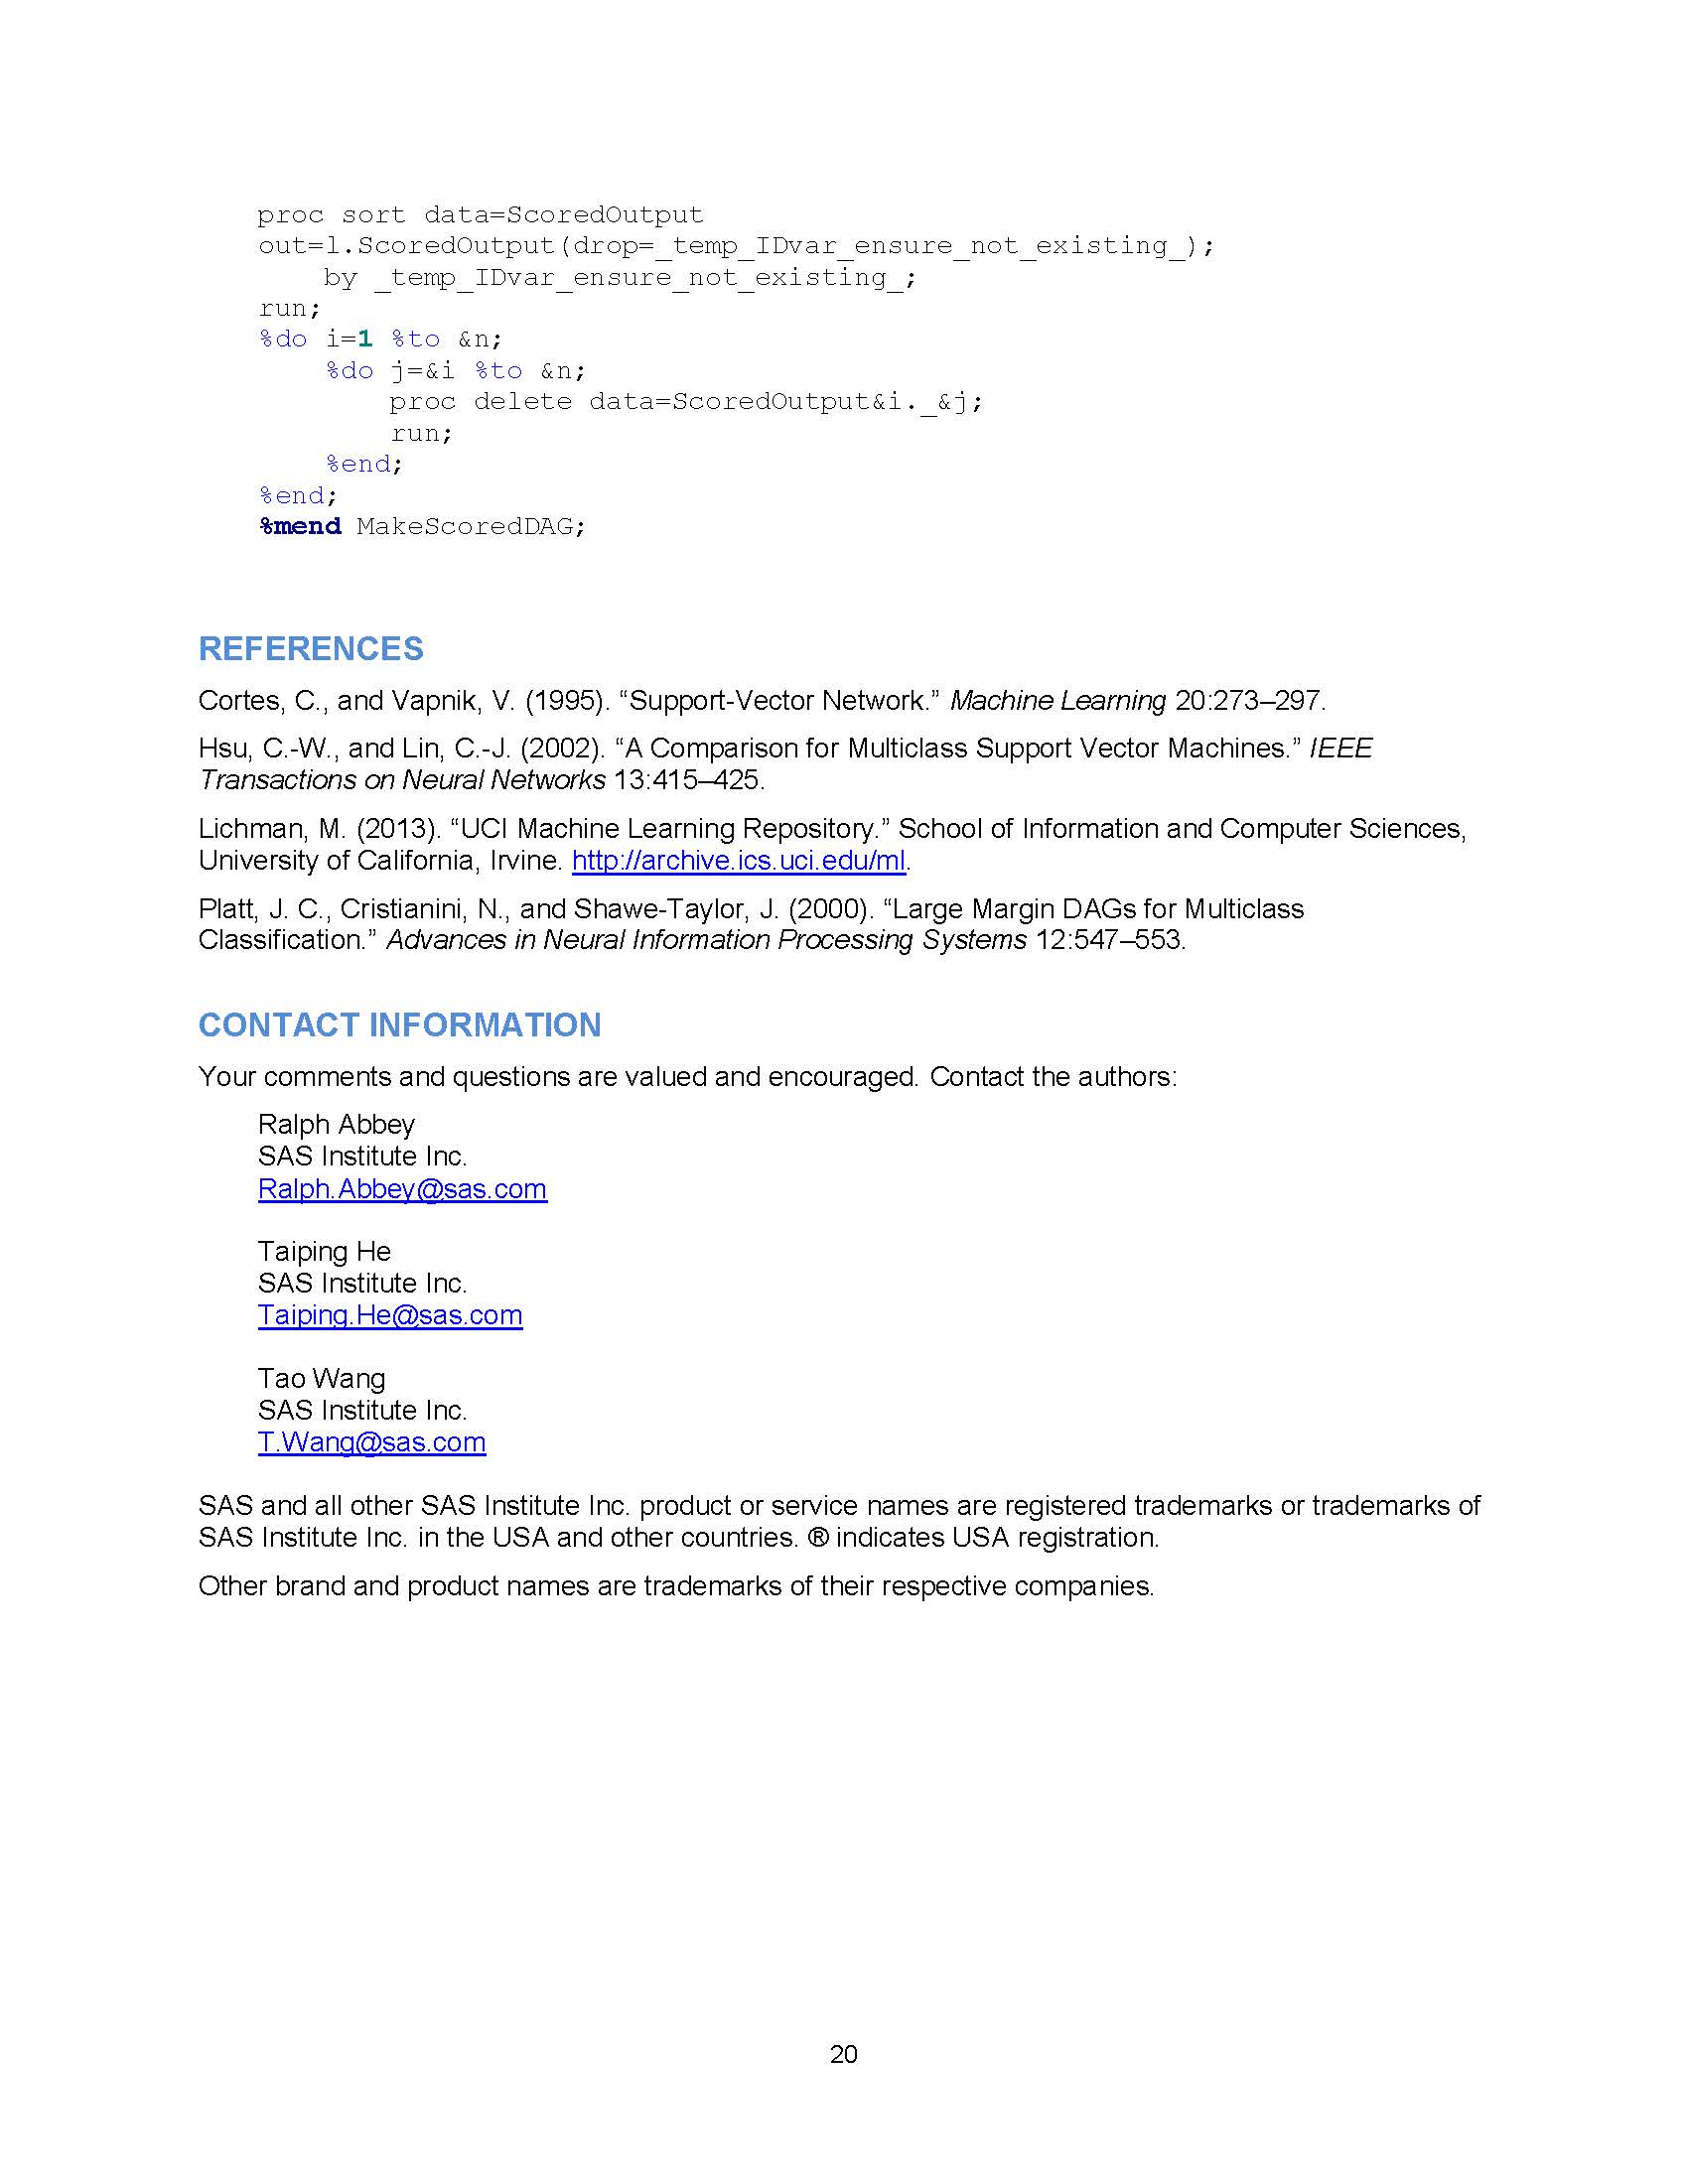 proc sort data=ScoredOutput
out=l.ScoredOutput(drop=_temp_IDvar_ensure_not_existing_);
    by _temp_IDvar_ensure_not_existing_;
run;
%do i=1 %to &n;
    %do j=&i %to &n;
        proc delete data=ScoredOutput&i._&j;
        run;
    %end;
%end;
%mend MakeScoredDAG;
REFERENCES
Cortes, C., and Vapnik, V. (1995). “Support-Vector Network.” Machine Learning 20:273–297.
Hsu, C.-W., and Lin, C.-J. (2002). “A Comparison for Multiclass Support Vector Machines.” IEEE
Transactions on Neural Networks 13:415–425.
Lichman, M. (2013). “UCI Machine Learning Repository.” School of Information and Computer Sciences,
University of California, Irvine. http://archive.ics.uci.edu/ml.
Platt, J. C., Cristianini, N., and Shawe-Taylor, J. (2000). “Large Margin DAGs for Multiclass
Classification.” Advances in Neural Information Processing Systems 12:547–553.
CONTACT INFORMATION
Your comments and questions are valued and encouraged. Contact the authors:
Ralph Abbey
SAS Institute Inc.
Ralph.Abbey@sas.com
Taiping He
SAS Institute Inc.
Taiping.He@sas.com
Tao Wang
SAS Institute Inc.
T.Wang@sas.com
SAS and all other SAS Institute Inc. product or service names are registered trademarks or trademarks of
SAS Institute Inc. in the USA and other countries. ® indicates USA registration.
Other brand and product names are trademarks of their respective companies.
20